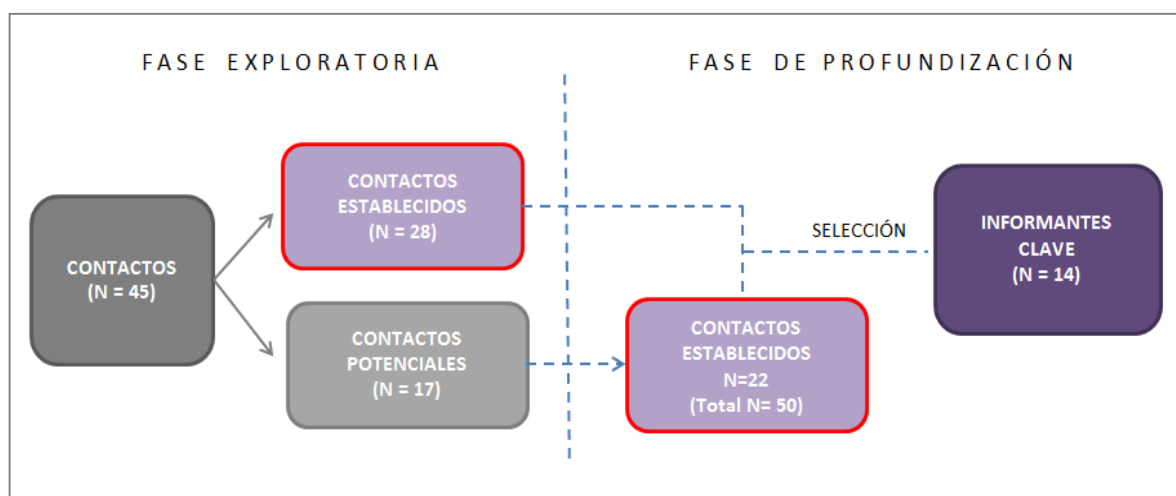 FASE EXPLORATORIA
FASE DE PROFUNDIZACIÓN
CONTACTOS
(N = 45)
CONTACTOS
ESTABLECIDOS
(N = 28)
CONTACTOS
POTENCIALES
(N = 17)
CONTACTOS
ESTABLECIDOS
N=22
(Total N= 50)
SELECCIÓN
INFORMANTES
CLAVE
(N = 14)